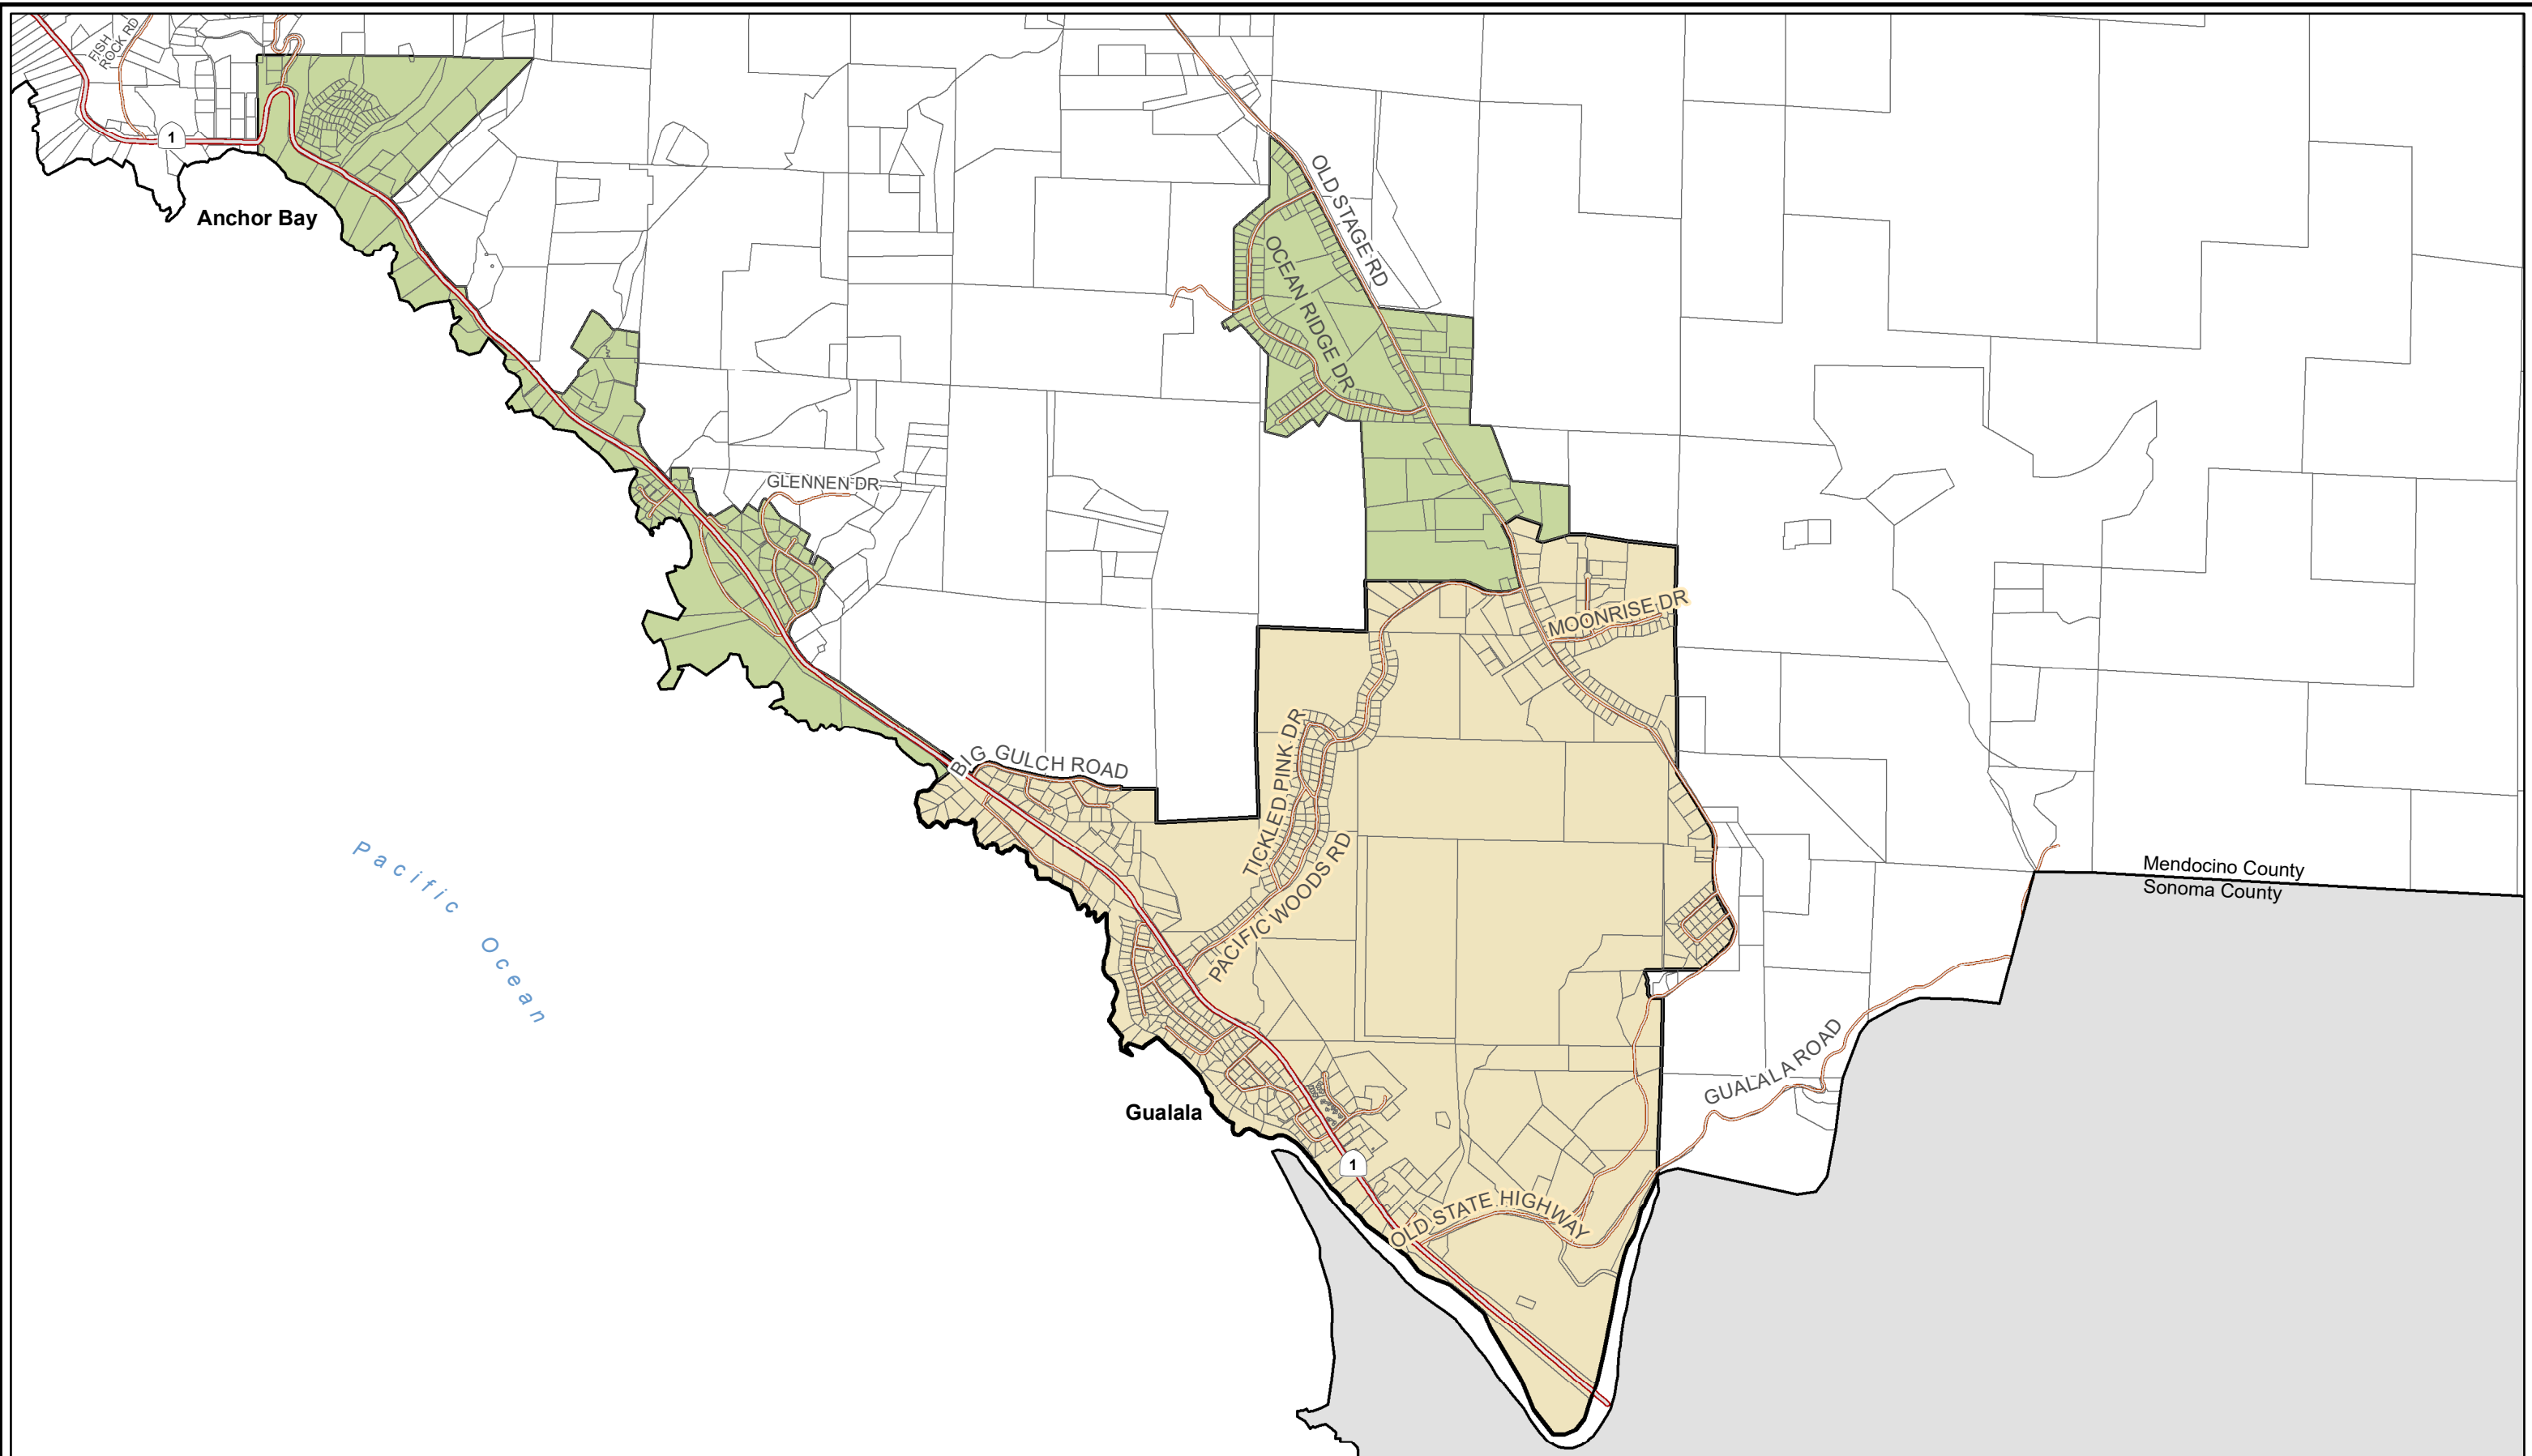 FISH
ROCK RD
1
Anchor Bay
OLD STAGE RD
OCEAN RIDGE DR
GLENNEN DR
MOONRISE DR
BIG GULCH ROAD
TICKLED PINK DR
PACIFIC WOODS RD
Pacific Ocean
Mendocino County
Sonoma County
GUALALA ROAD
Gualala
1
OLD STATE HIGHWAY